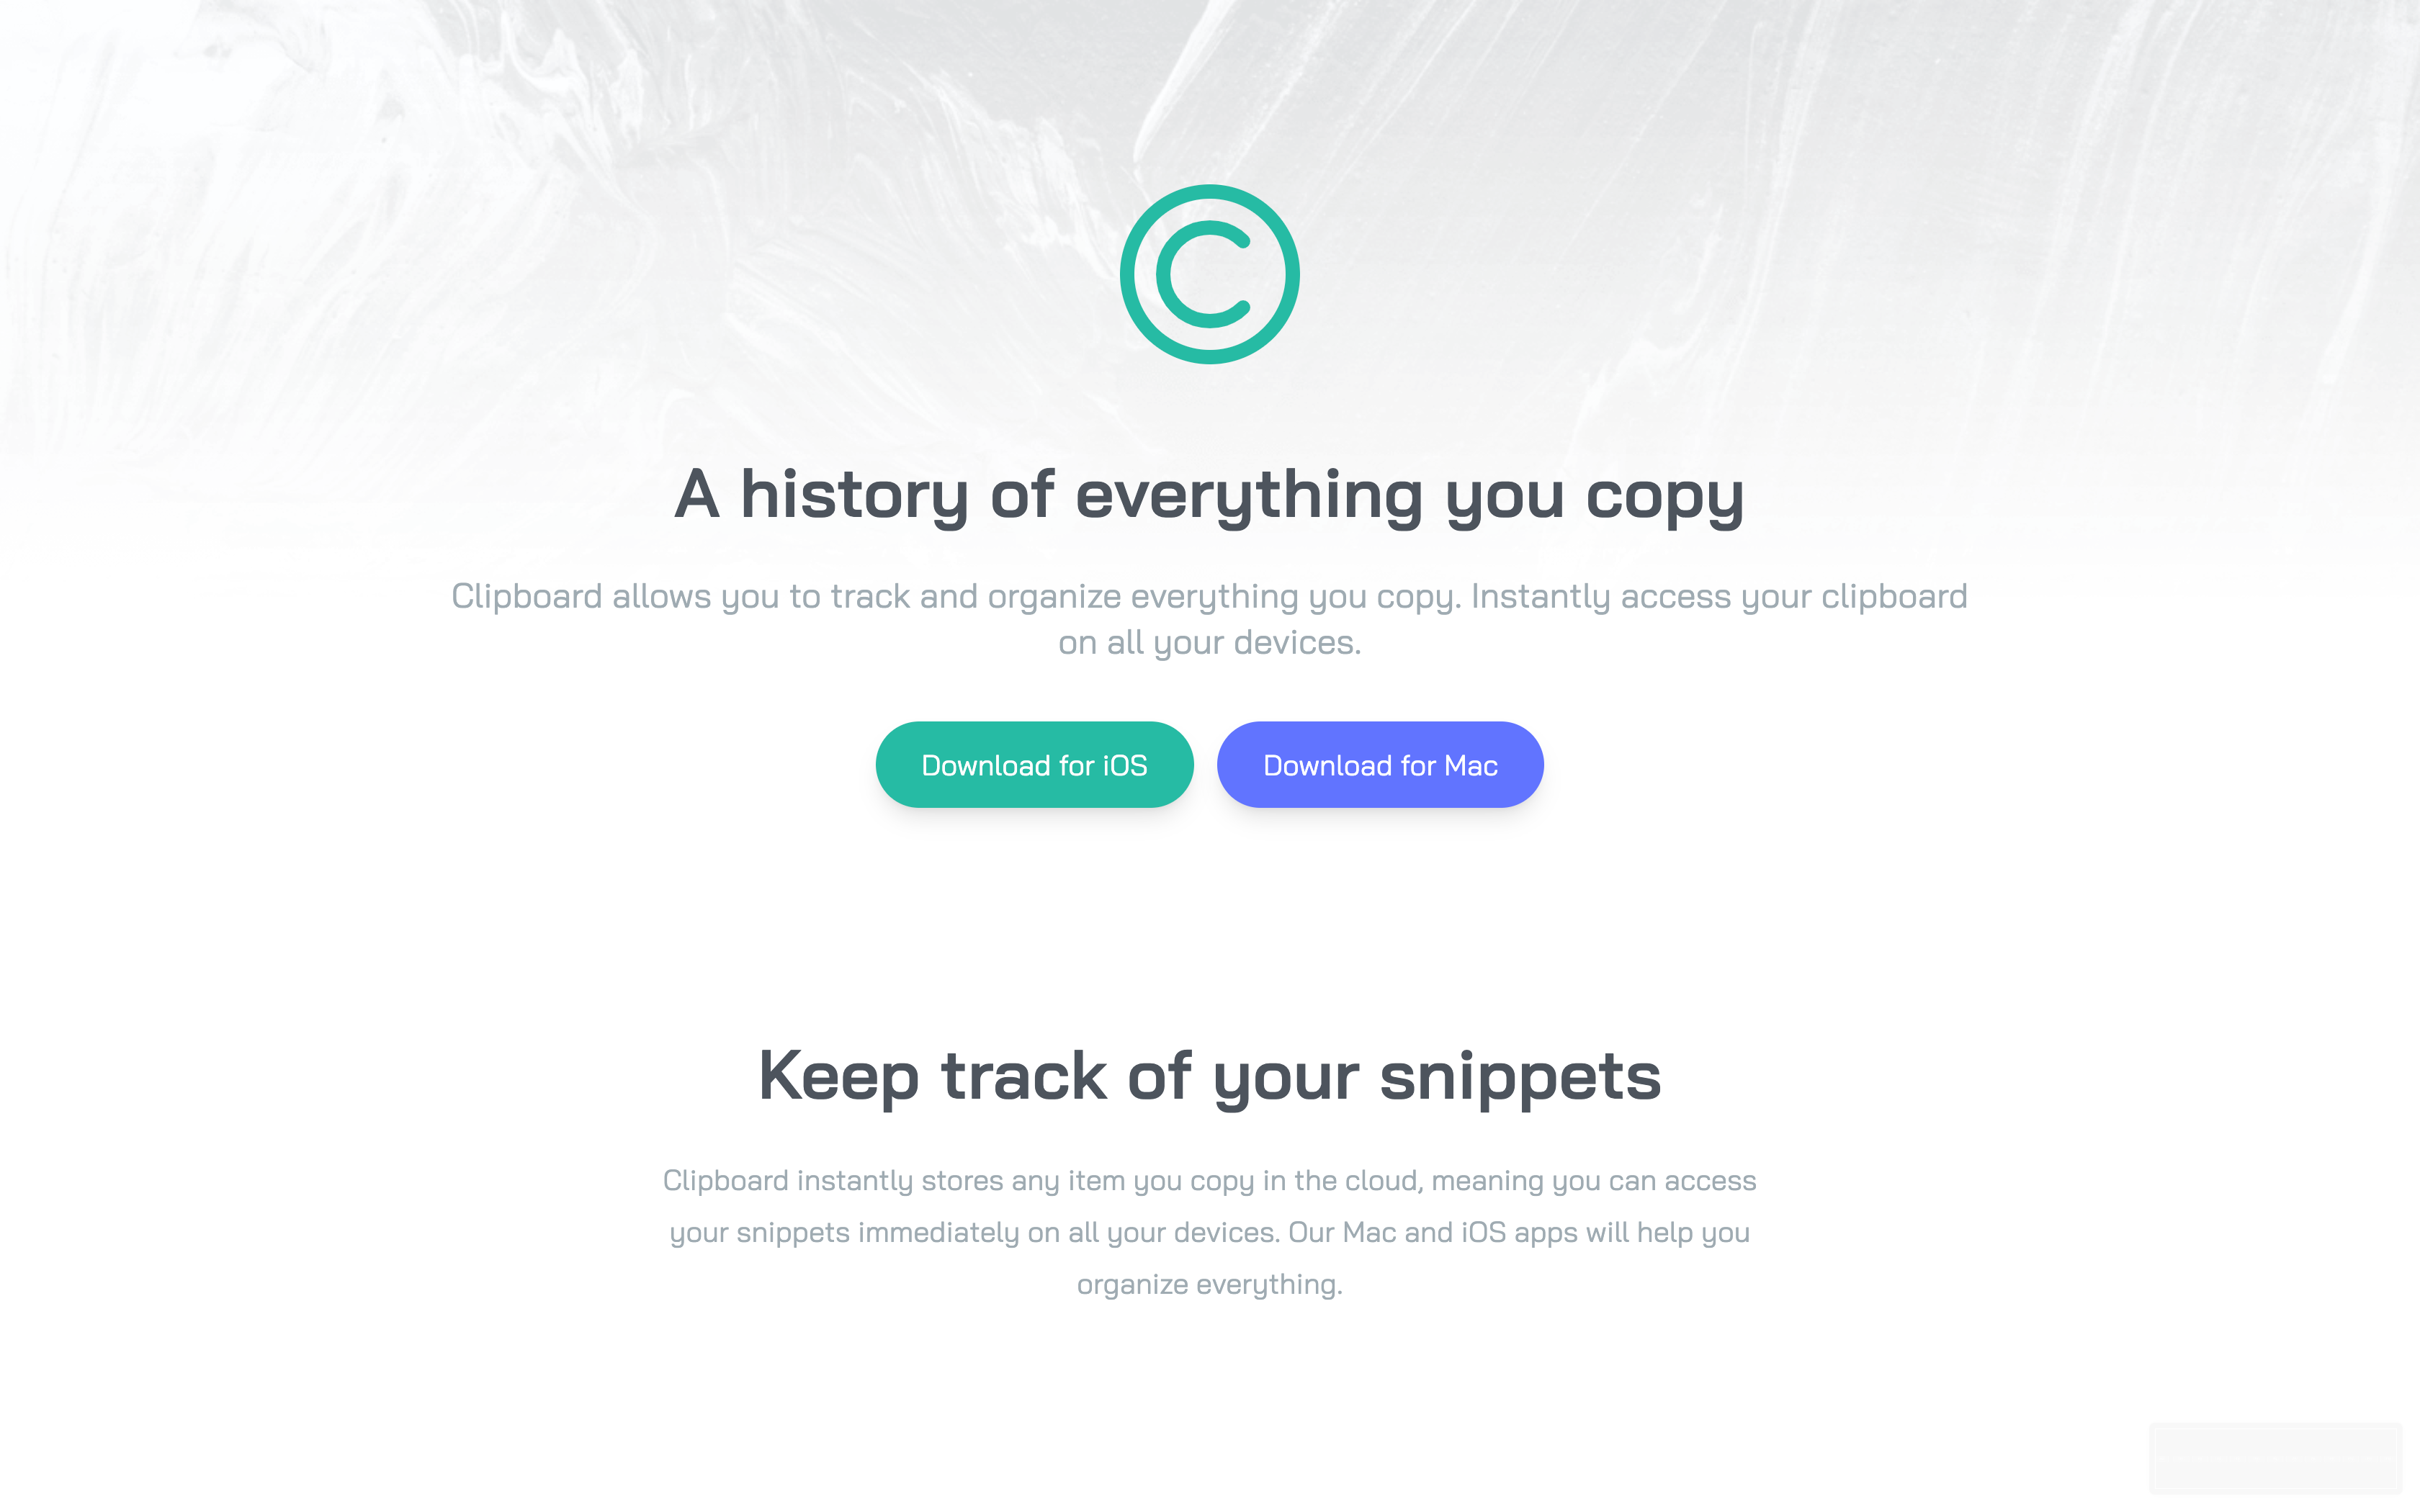 A history of everything you copy
Clipboard allows you to track and organize everything you copy. Instantly access your clipboard
on all your devices.
Download for iOS
Download for Mac
Keep track of your snippets
Clipboard instantly stores any item you copy in the cloud, meaning you can access
your snippets immediately on all your devices. Our Mac and iOS apps will help you
organize everything.